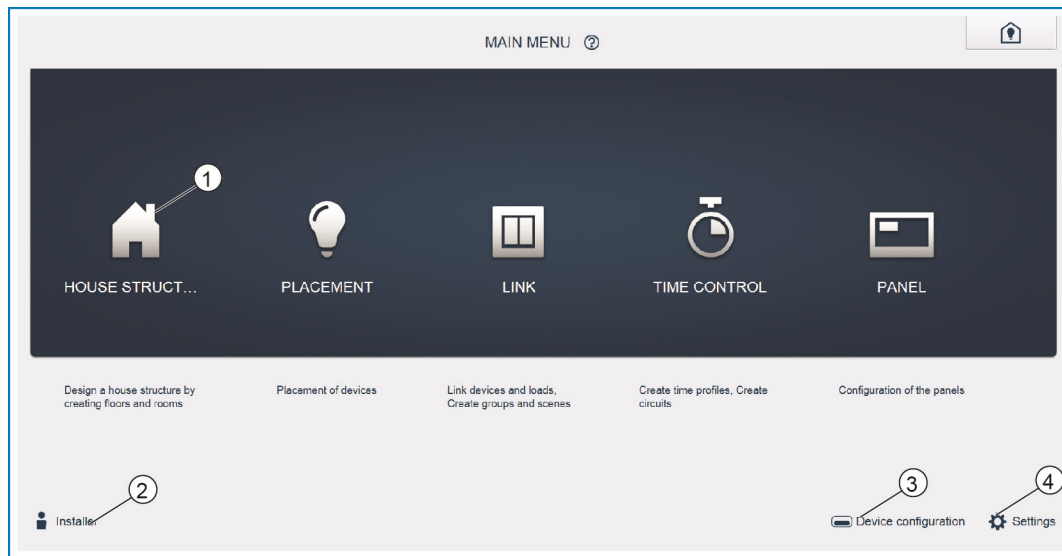 MAIN MENU ?
1
HOUSE STRUCT...
PLACEMENT
LINK
TIME CONTROL
PANEL
Design a house structure by
creating floors and rooms
Placement of devices
Link devices and loads,
Create groups and scenes
Create time profiles, Create
circuits
Configuration of the panels
2
3
4
Installer
Device configuration
Settings